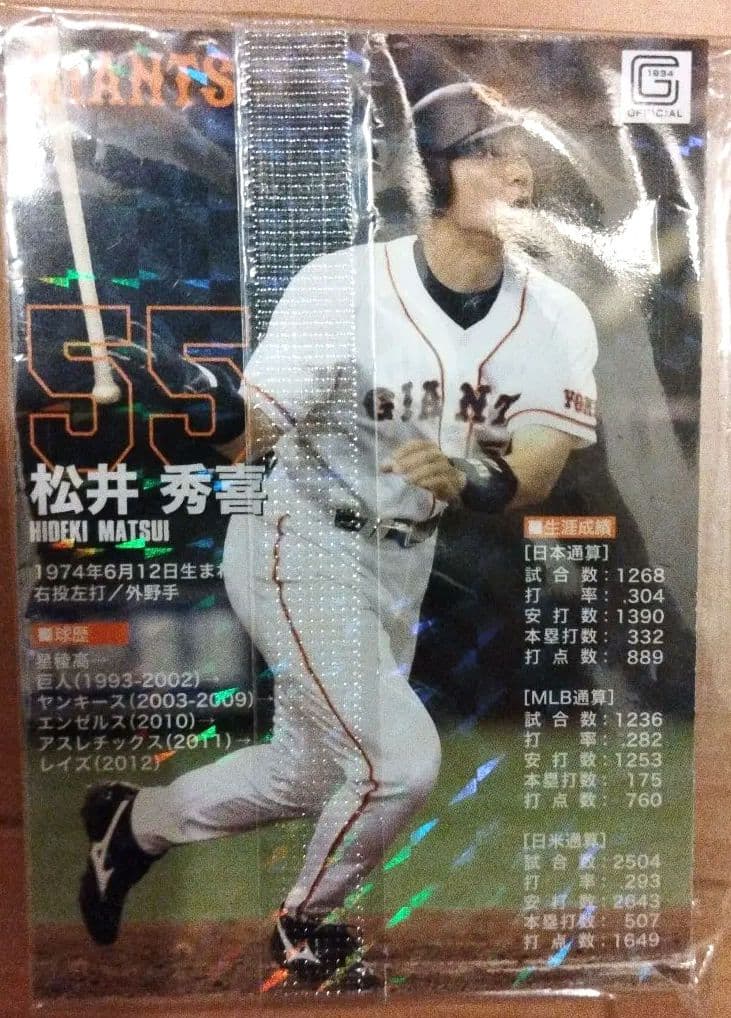 GIANTS
G
1934
OFFICIAL
55
松井 秀喜
HIDEKI MATSUI
1974年6月12日生まれ
右投左打／外野手
■球歴
星稜高→
巨人(1993-2002)→
ヤンキース(2003-2009)→
エンゼルス(2010)→
アスレチックス(2011)→
レイズ(2012)
GIANT
YOMI
■生涯成績
[日本通算]
試合数：1268
打率：.304
安打数：1390
本塁打数：332
打点数：889
[MLB通算]
試合数：1236
打率：.282
安打数：1253
本塁打数：175
打点数：760
[日米通算]
試合数：2504
打率：.293
安打数：2643
本塁打数：507
打点数：1649